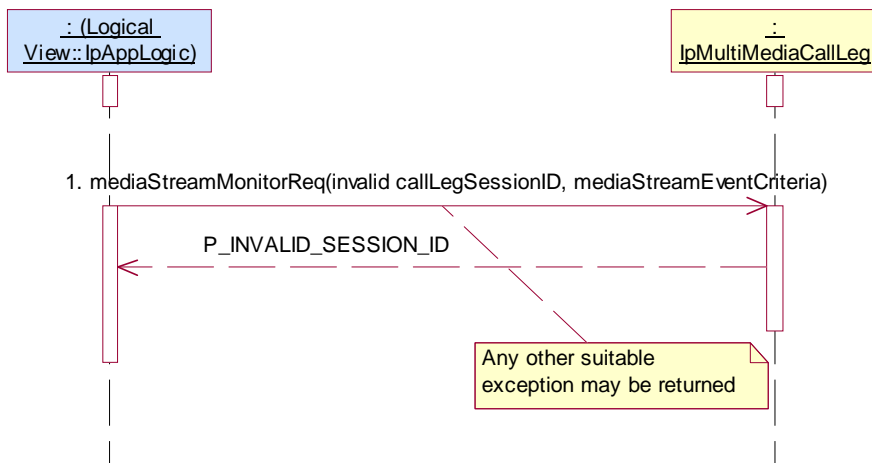 : (Logical
View::IpAppLogic)
:
IpMultiMediaCallLeg
1. mediaStreamMonitorReq(invalid callLegSessionID, mediaStreamEventCriteria)
P_INVALID_SESSION_ID
Any other suitable
exception may be returned